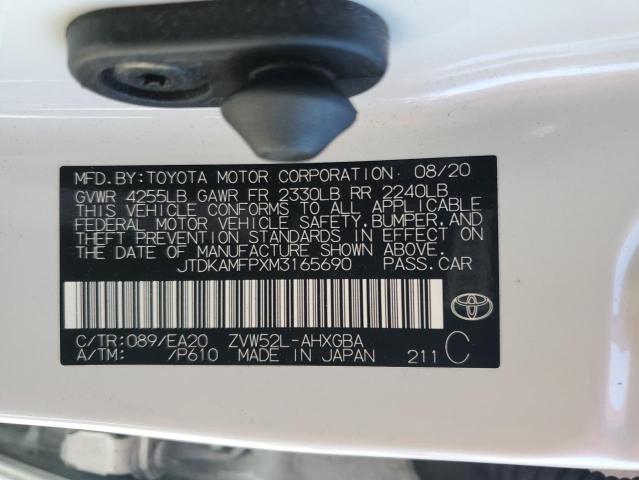 MFD.BY:TOYOTA MOTOR CORPORATION 08/20
GVWR 4255LB GAWR FR 2330LB RR 2240LB
THIS VEHICLE CONFORMS TO ALL APPLICABLE
FEDERAL MOTOR VEHICLE SAFETY,BUMPER,AND
THEFT PREVENTION STANDARDS IN EFFECT ON
THE DATE OF MANUFACTURE SHOWN ABOVE.
JTDKAMFPXM3165690 PASS.CAR
C/TR:089/EA20 ZVW52L-AHXGBA
A/TM: /P610 MADE IN JAPAN 211 C